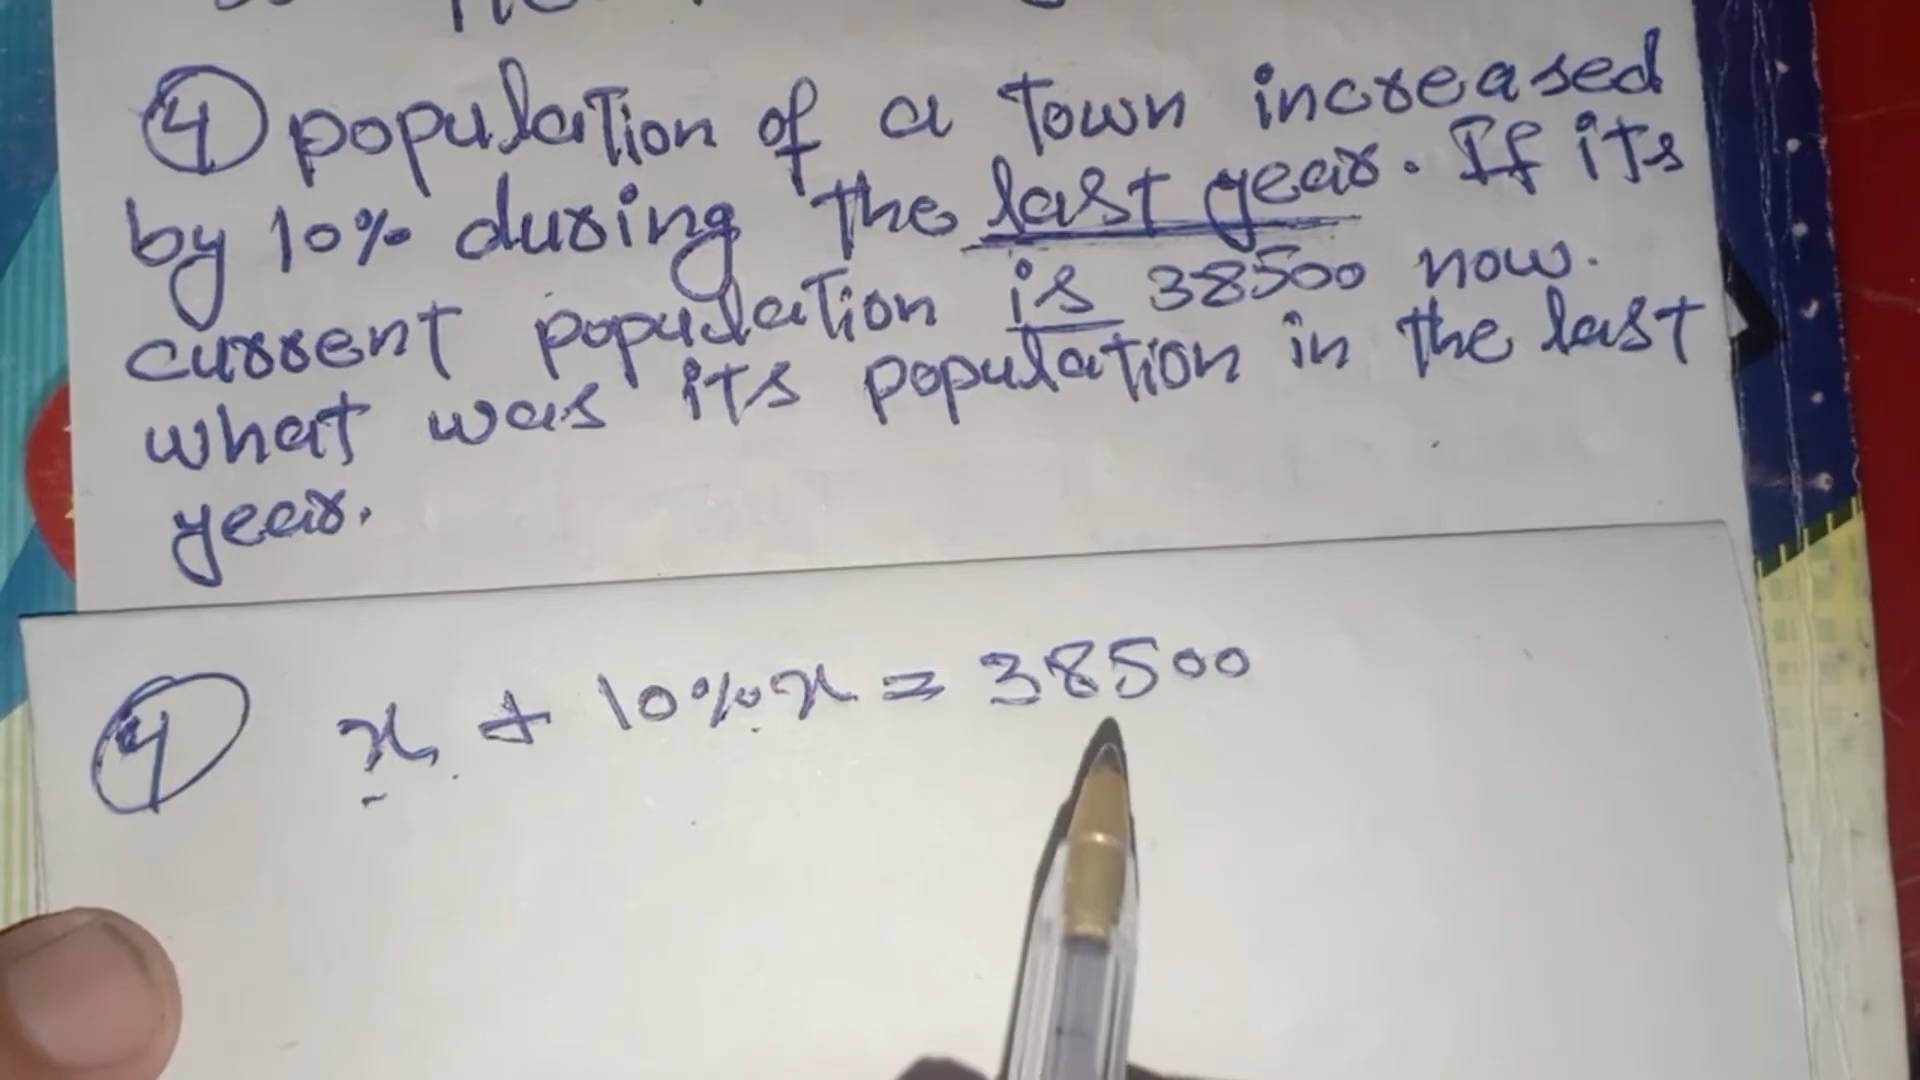 ④ population of a Town increased
by 10% during the last year. If its
current population is 38500 now.
what was its population in the last
year.
④ x + 10% x = 38500